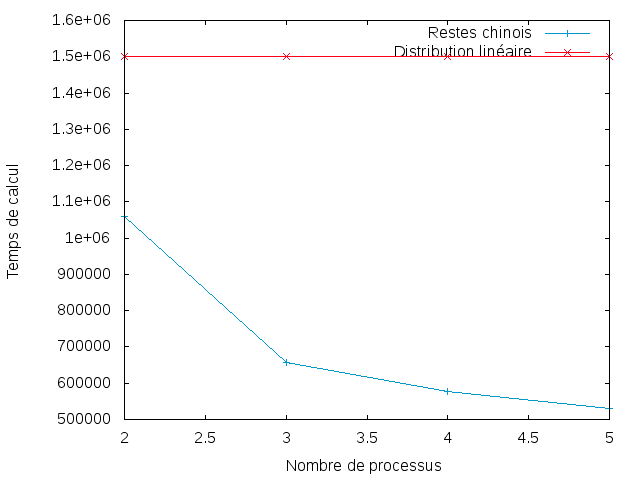 1.6e+06
1.5e+06
1.4e+06
1.3e+06
1.2e+06
1.1e+06
1e+06
900000
800000
700000
600000
500000
2 2.5 3 3.5 4 4.5 5
Temps de calcul
Nombre de processus
Restes chinois
Distribution linéaire